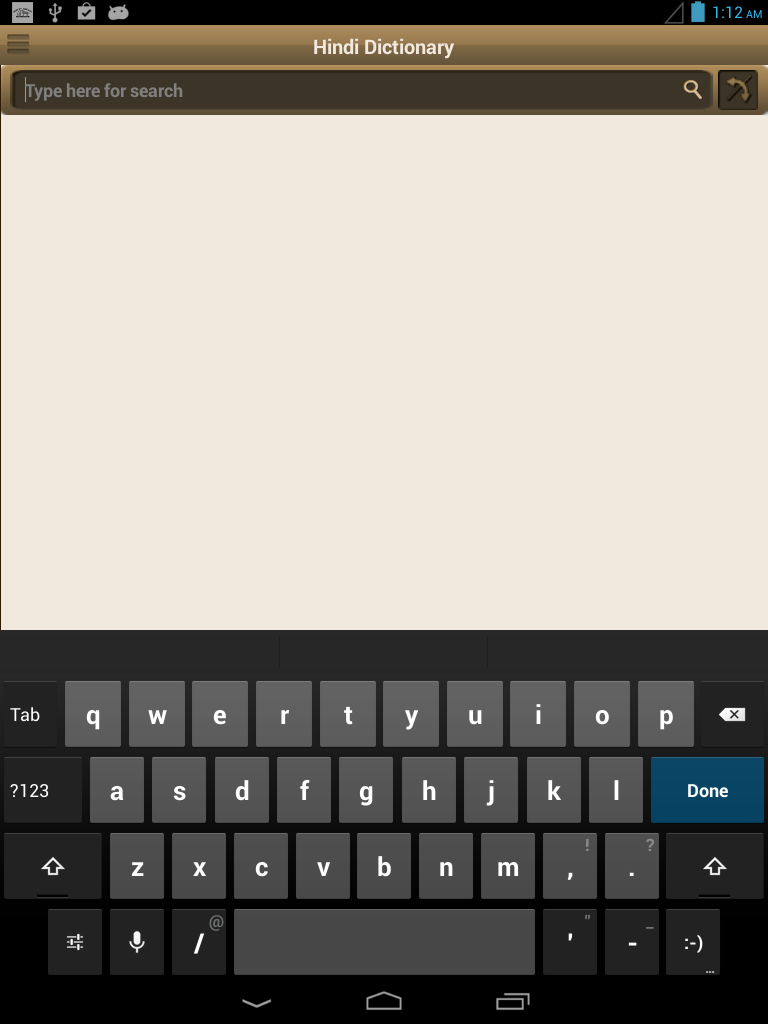 1:12 AM
Hindi Dictionary
Type here for search
Tab q w e r t y u i o p
?123 a s d f g h j k l Done
z x c v b n m , ! . ?
/ @ ' " - _ :-) ...